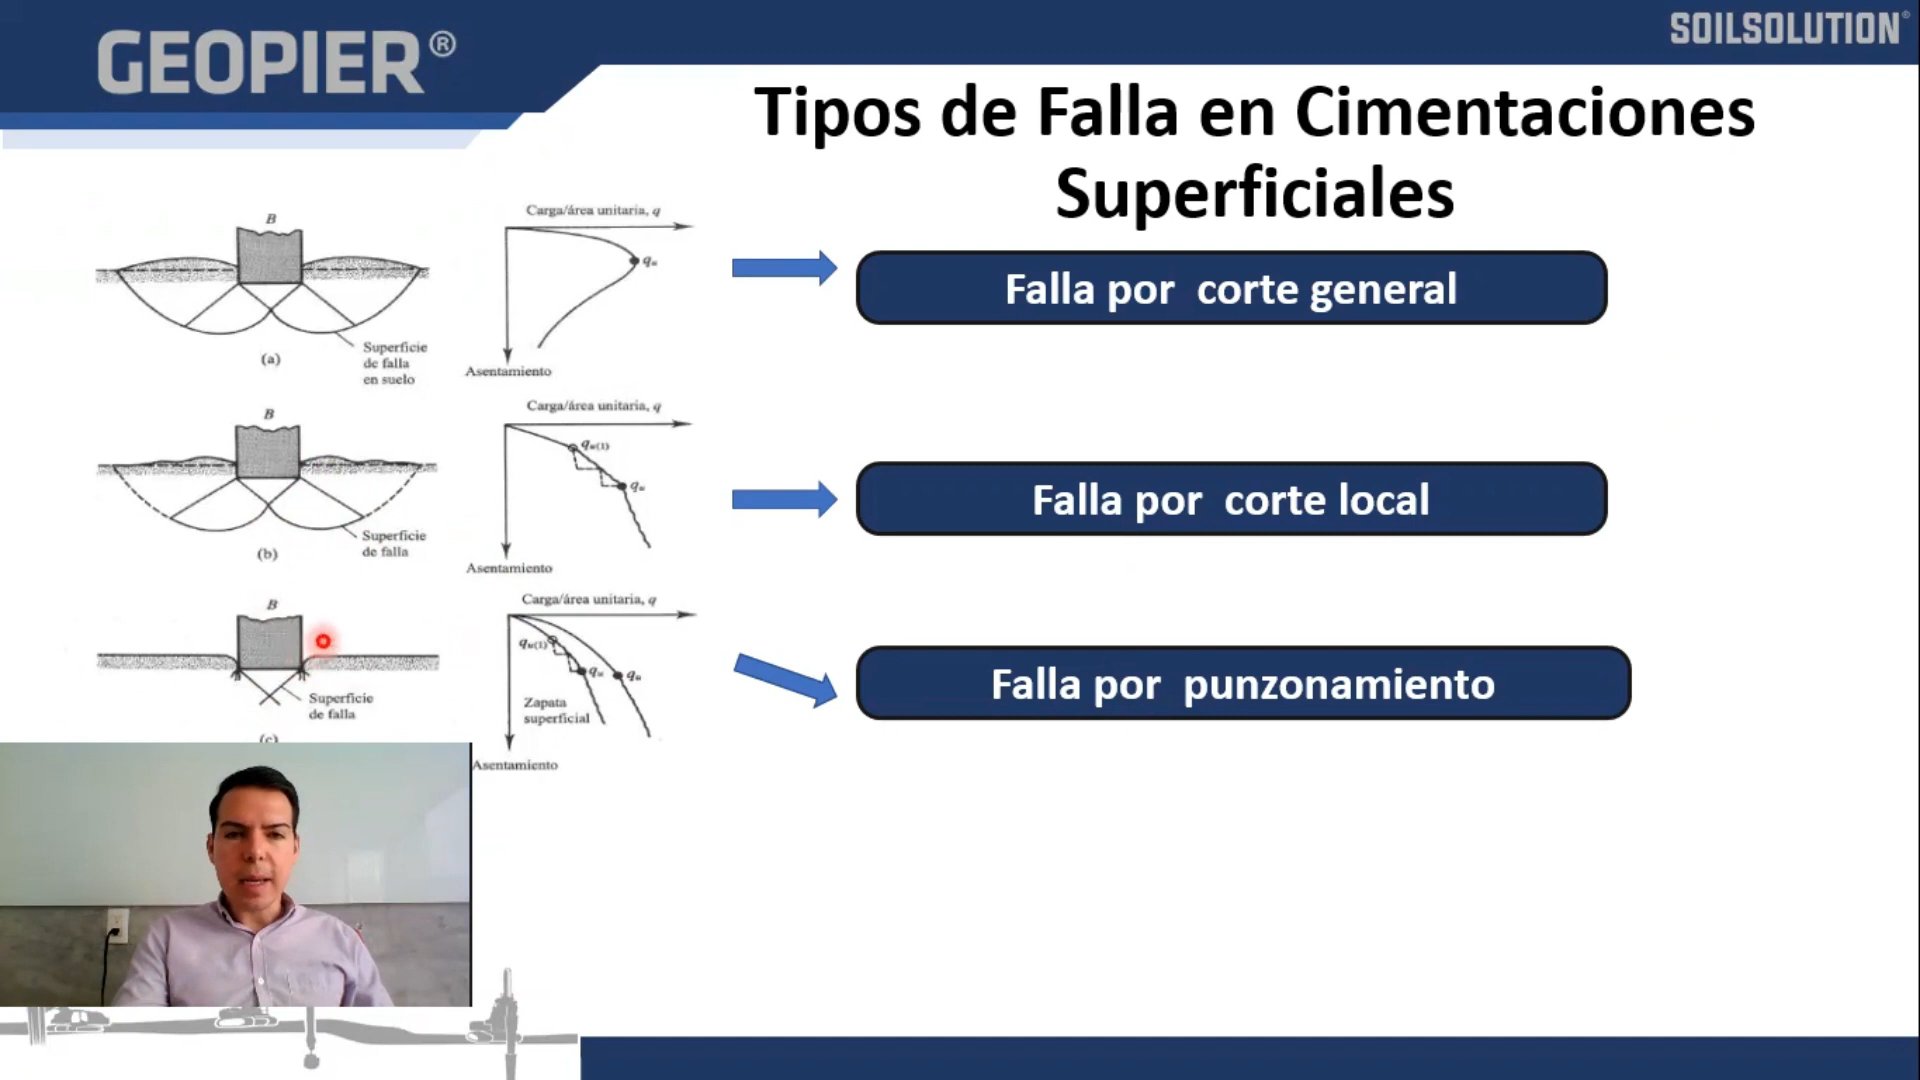 GEOPIER®
SOILSOLUTION®
Tipos de Falla en Cimentaciones
Superficiales
B
Superficie
de falla
en suelo
(a)
Carga/área unitaria, q
qu
Asentamiento
Falla por corte general
B
Superficie
de falla
(b)
Carga/área unitaria, q
qu(1)
qu
Asentamiento
Falla por corte local
B
Superficie
de falla
(c)
Carga/área unitaria, q
qu(1)
qu
qu
Zapata
superficial
Asentamiento
Falla por punzonamiento